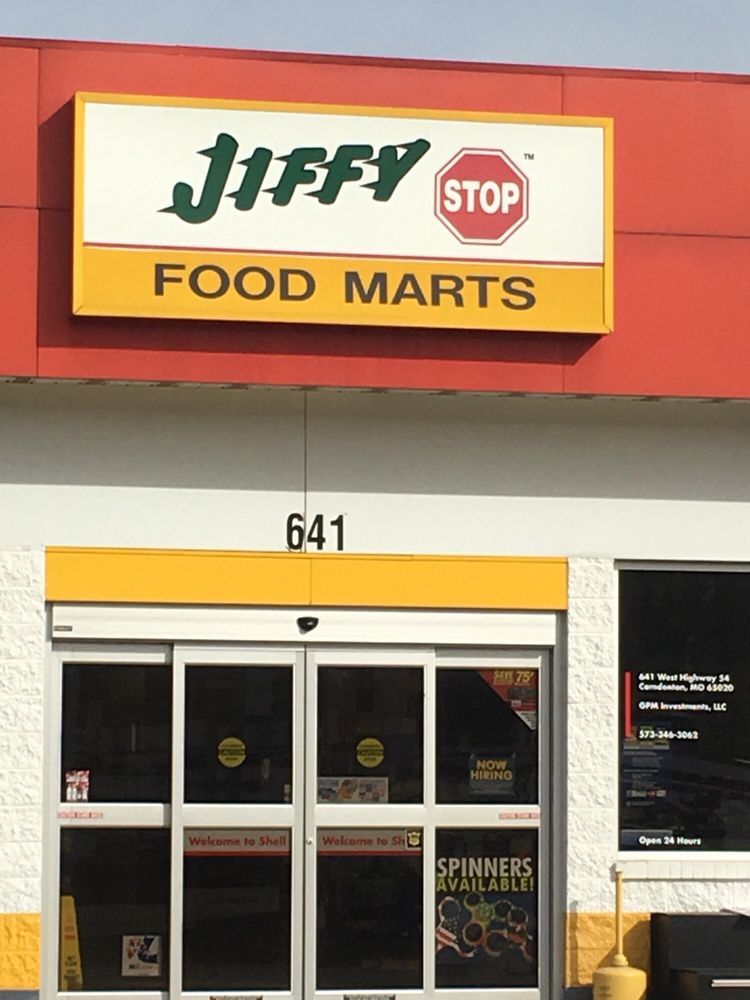 JIFFY STOP ™
FOOD MARTS
641
SAVE 75¢
NOW
HIRING
641 West Highway 54
Camdenton, MO 65020
GPM Investments, LLC
573-346-3062
Open 24 Hours
Welcome to Shell
Welcome to Sh
SPINNERS
AVAILABLE!